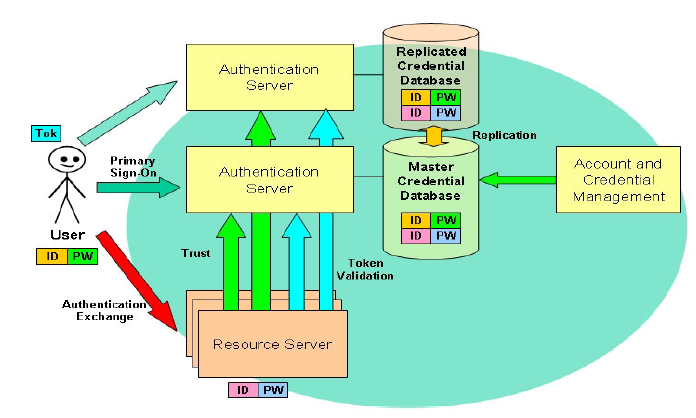 Authentication
Server
Replicated
Credential
Database
ID PW
ID PW
Tok
Replication
Primary
Sign-On
Authentication
Server
Master
Credential
Database
ID PW
ID PW
Account and
Credential
Management
User
ID PW
Trust
Token
Validation
Authentication
Exchange
Resource Server
ID PW